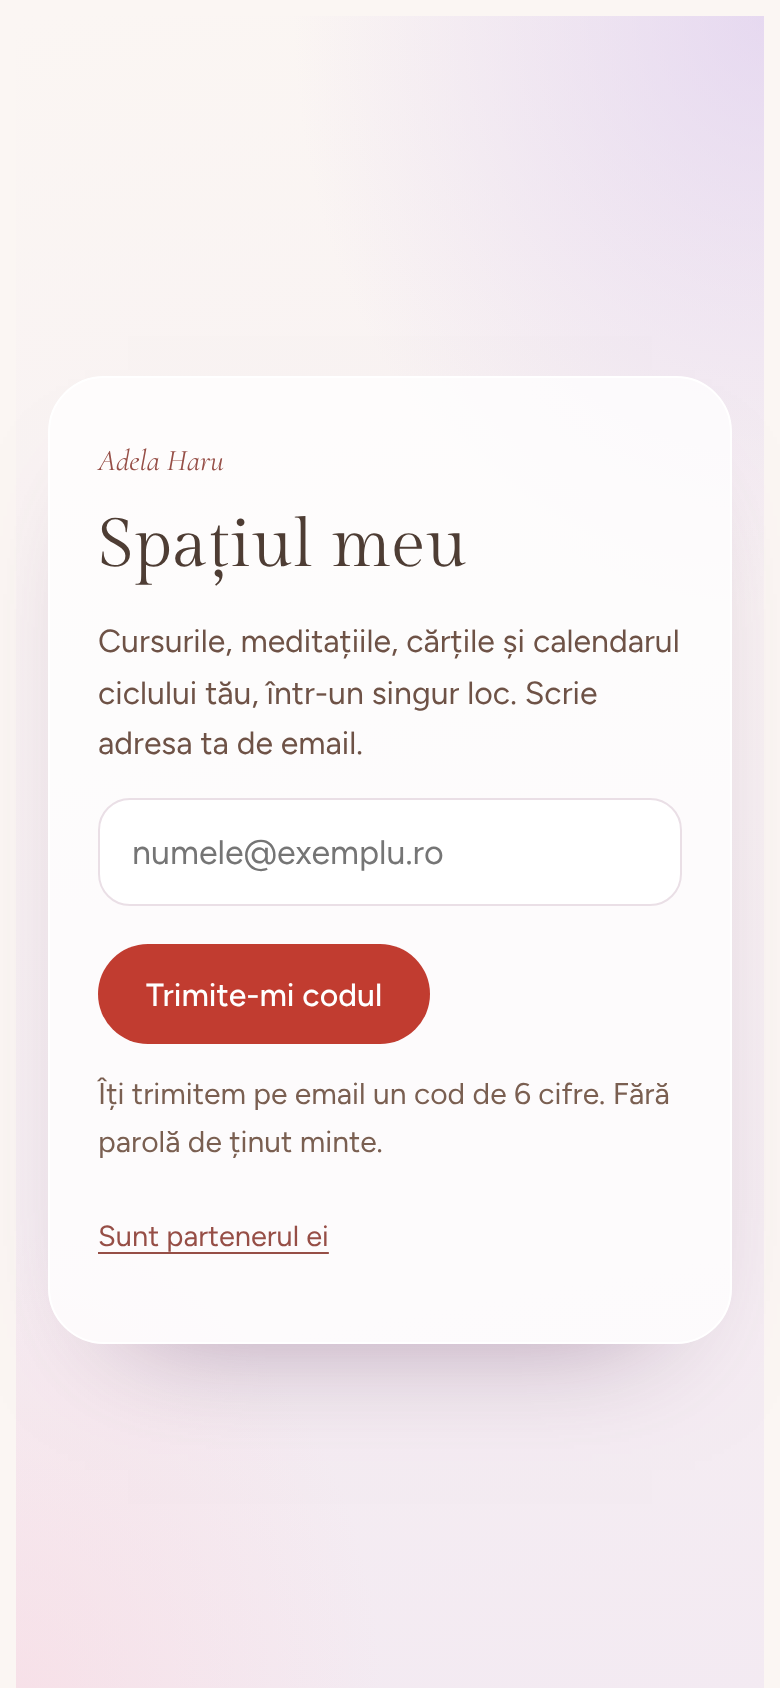 Adela Haru
Spațiul meu
Cursurile, meditațiile, cărțile și calendarul
ciclului tău, într-un singur loc. Scrie
adresa ta de email.
numele@exemplu.ro
Trimite-mi codul
Îți trimitem pe email un cod de 6 cifre. Fără
parolă de ținut minte.
Sunt partenerul ei